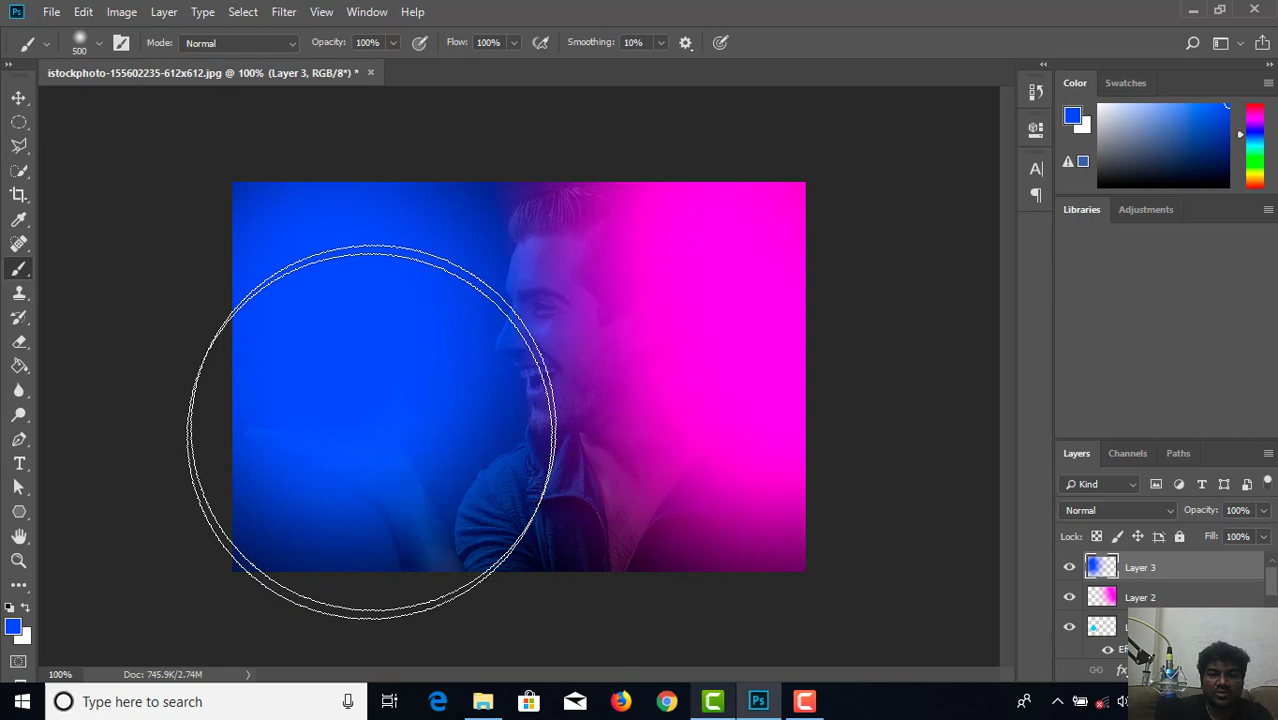 Ps File Edit Image Layer Type Select Filter View Window Help
500 Mode: Normal Opacity: 100% Flow: 100% Smoothing: 10%
istockphoto-155602235-612x612.jpg @ 100% (Layer 3, RGB/8*) *
Color Swatches
Libraries Adjustments
Layers Channels Paths
Kind
Normal Opacity: 100%
Lock: Fill: 100%
Layer 3
Layer 2
fx
100% Doc: 745.9K/2.74M
Type here to search